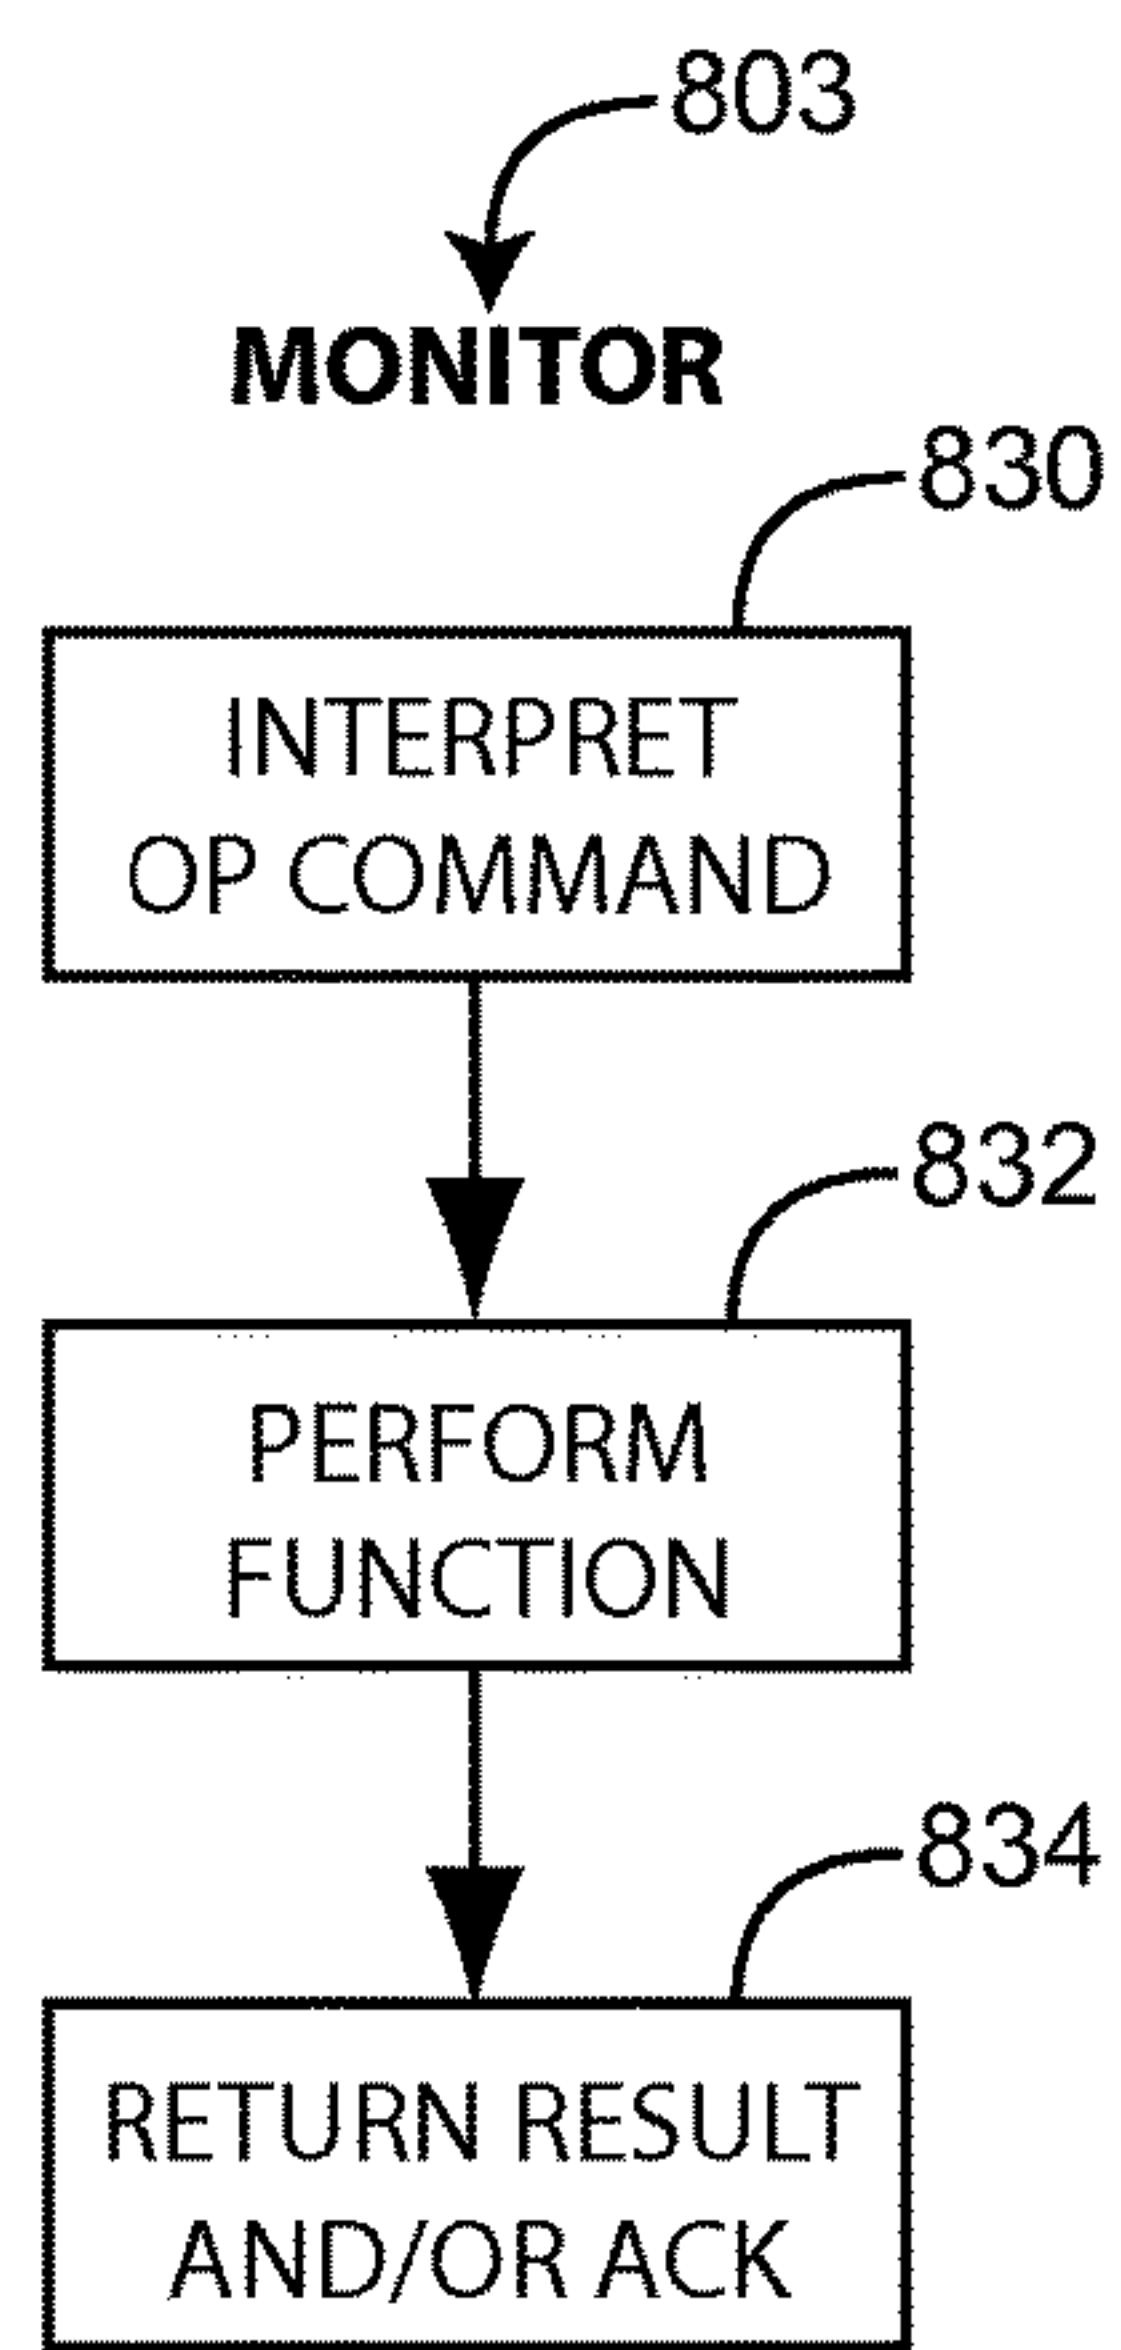 803
MONITOR
830
INTERPRET
OP COMMAND
832
PERFORM
FUNCTION
834
RETURN RESULT
AND/OR ACK